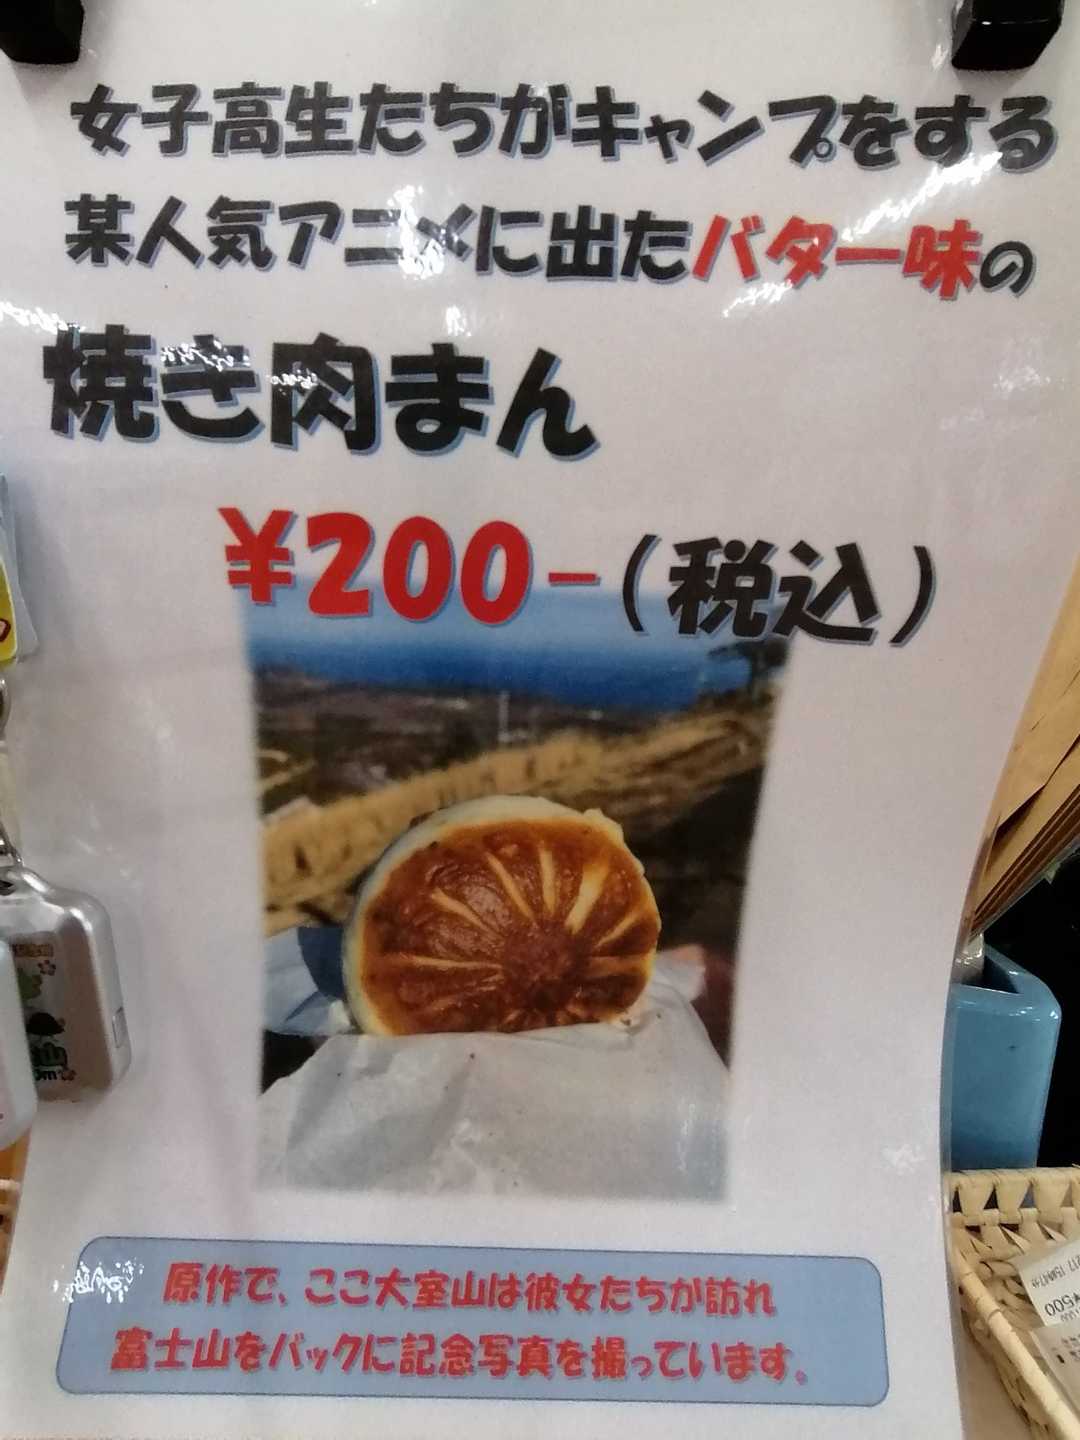 女子高生たちがキャンプをする
某人気アニメに出たバター味の
焼き肉まん
¥200-(税込)
原作で、ここ大室山は彼女たちが訪れ
富士山をバックに記念写真を撮っています。
山
¥500